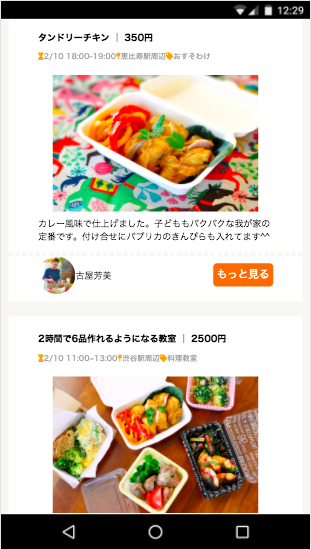 12:29
タンドリーチキン ｜ 350円
2/10 18:00-19:00 恵比寿駅周辺 おすそわけ
カレー風味で仕上げました。子どももパクパクな我が家の
定番です。付け合せにパプリカのきんぴらも入れてます^^
古屋芳美
もっと見る
2時間で6品作れるようになる教室 ｜ 2500円
2/10 11:00~13:00 渋谷駅周辺 料理教室